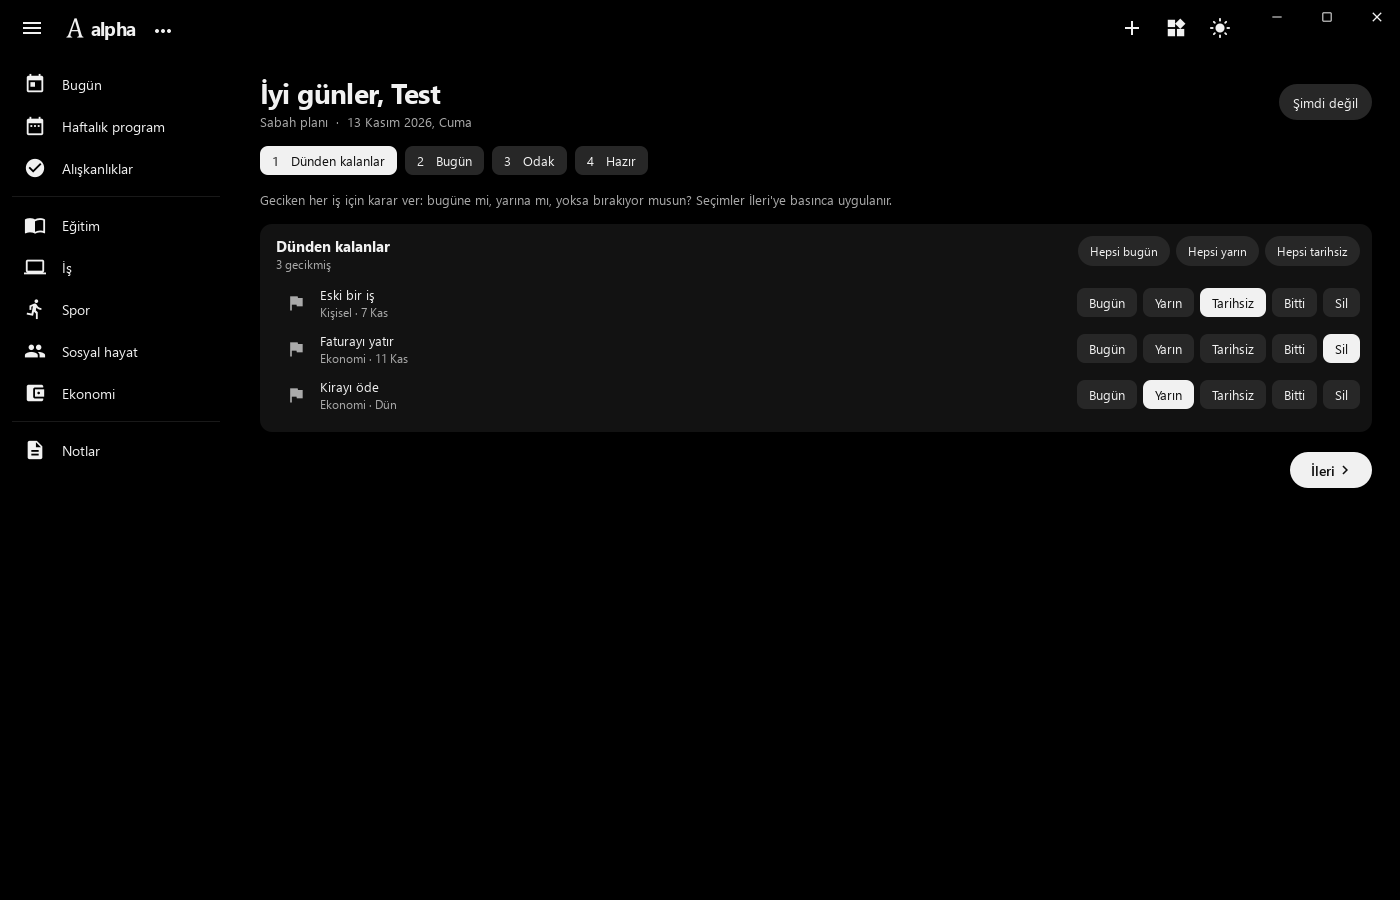 A alpha
Bugün
Haftalık program
Alışkanlıklar
Eğitim
İş
Spor
Sosyal hayat
Ekonomi
Notlar
İyi günler, Test
Sabah planı · 13 Kasım 2026, Cuma
Şimdi değil
1 Dünden kalanlar
2 Bugün
3 Odak
4 Hazır
Geciken her iş için karar ver: bugüne mi, yarına mı, yoksa bırakıyor musun? Seçimler İleri'ye basınca uygulanır.
Dünden kalanlar
3 gecikmiş
Hepsi bugün
Hepsi yarın
Hepsi tarihsiz
Eski bir iş
Kişisel · 7 Kas
Bugün Yarın Tarihsiz Bitti Sil
Faturayı yatır
Ekonomi · 11 Kas
Bugün Yarın Tarihsiz Bitti Sil
Kirayı öde
Ekonomi · Dün
Bugün Yarın Tarihsiz Bitti Sil
İleri